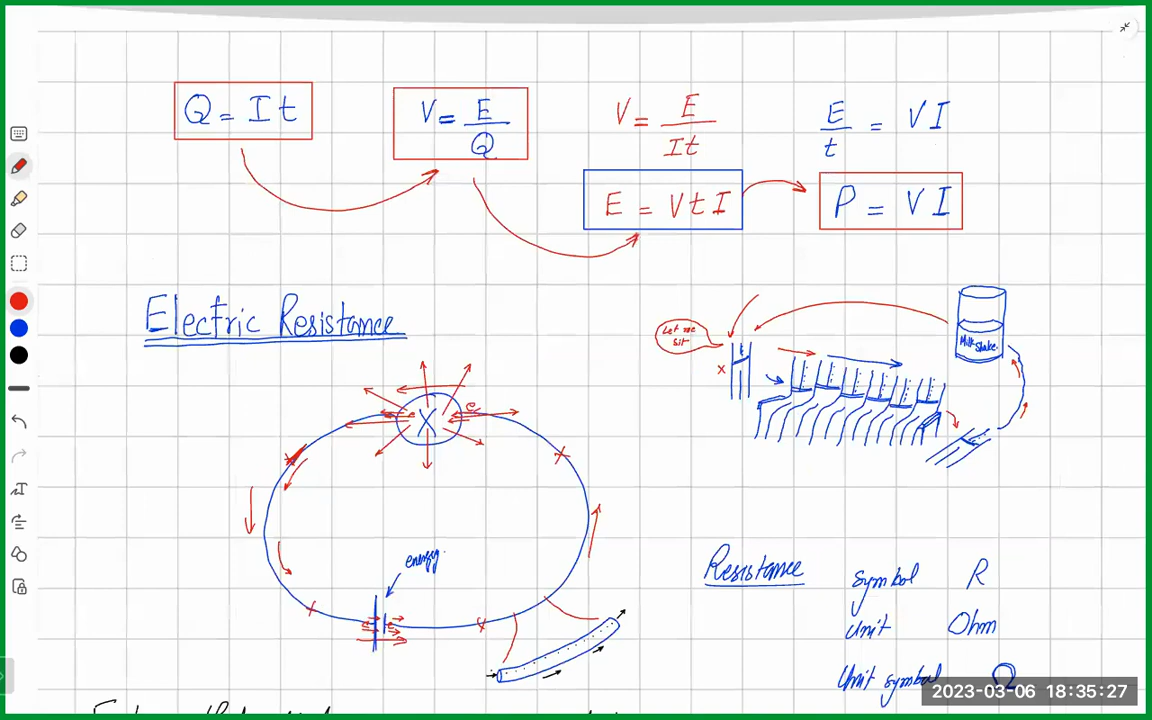 Q = It
V = E/Q
V = E/It
E/t = VI
E = VtI
P = VI
Electric Resistance
Let me
sit
Milk shake
x
e
X
energy
e
e
Resistance
Symbol R
Unit Ohm
Unit symbol Ω
2023-03-06 18:35:27